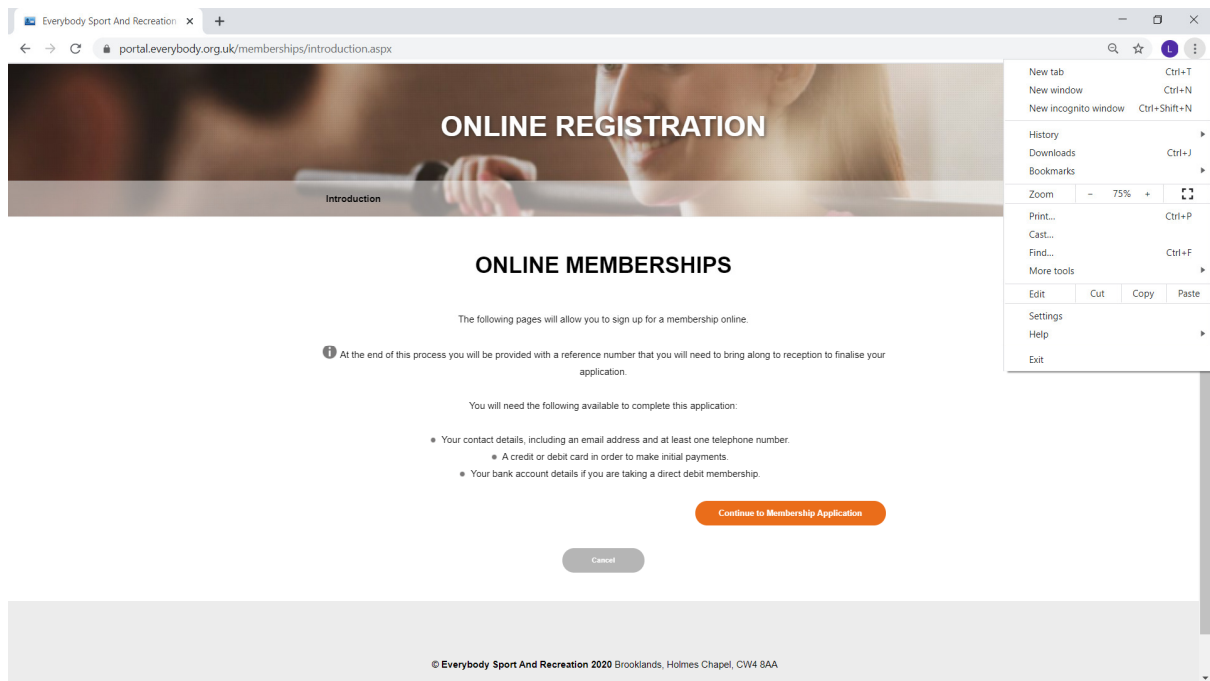 Everybody Sport And Recreation
portal.everybody.org.uk/memberships/introduction.aspx
L
New tab Ctrl+T
New window Ctrl+N
New incognito window Ctrl+Shift+N
History
Downloads Ctrl+J
Bookmarks
Zoom - 75% +
Print... Ctrl+P
Cast...
Find... Ctrl+F
More tools
Edit Cut Copy Paste
Settings
Help
Exit
ONLINE REGISTRATION
Introduction
ONLINE MEMBERSHIPS
The following pages will allow you to sign up for a membership online.
At the end of this process you will be provided with a reference number that you will need to bring along to reception to finalise your
application.
You will need the following available to complete this application:
Your contact details, including an email address and at least one telephone number.
A credit or debit card in order to make initial payments.
Your bank account details if you are taking a direct debit membership.
Continue to Membership Application
Cancel
© Everybody Sport And Recreation 2020 Brooklands, Holmes Chapel, CW4 8AA